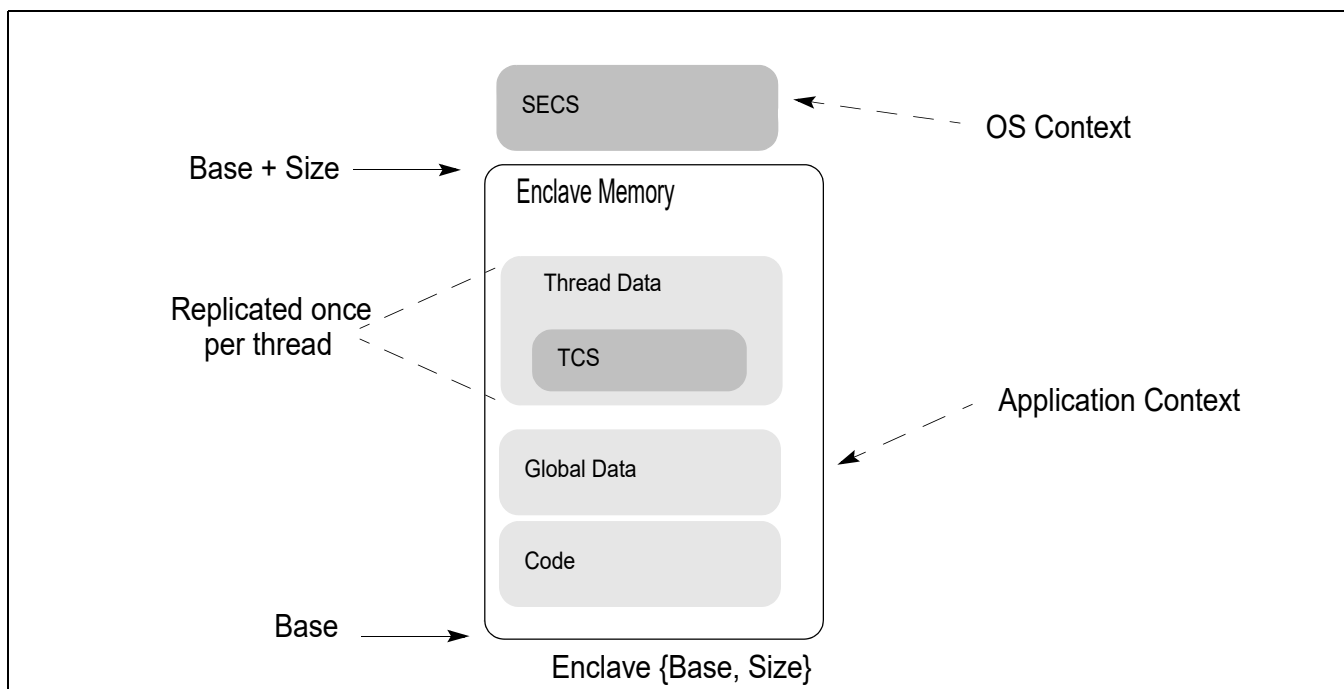 SECS
OS Context
Base + Size
Enclave Memory
Thread Data
Replicated once
per thread
TCS
Application Context
Global Data
Code
Base
Enclave {Base, Size}